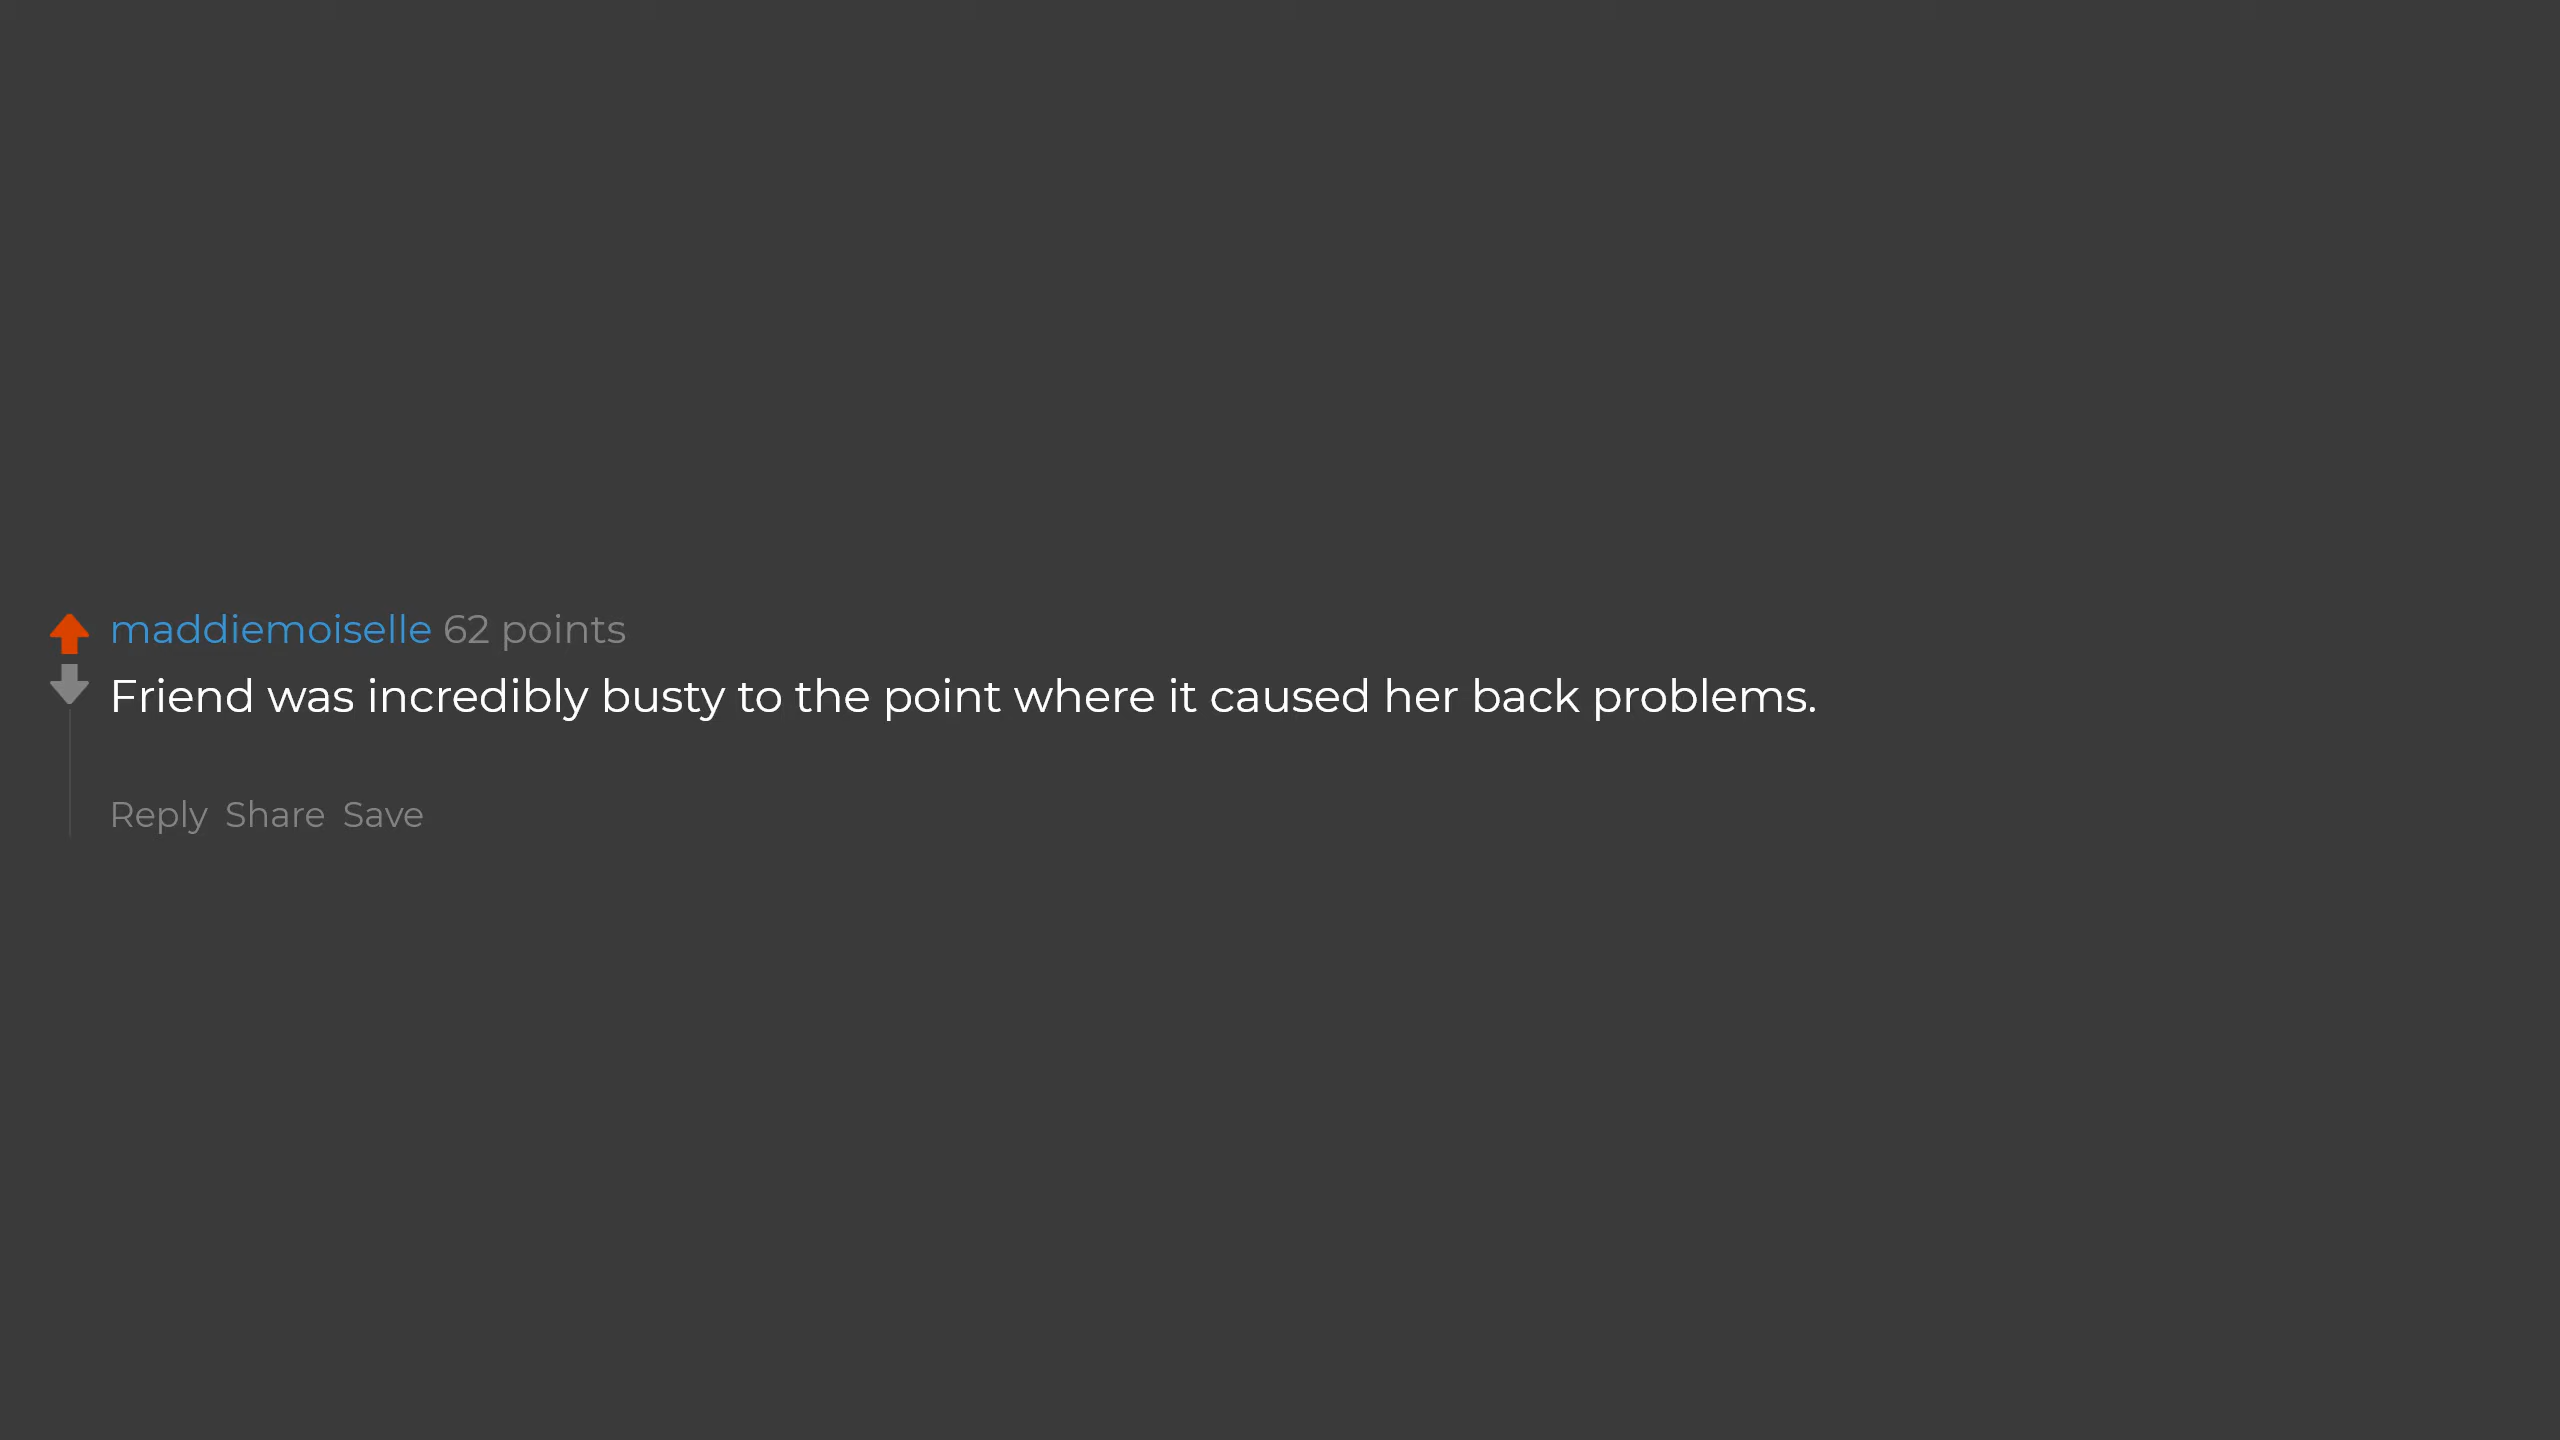 maddiemoiselle 62 points
Friend was incredibly busty to the point where it caused her back problems.
Reply Share Save